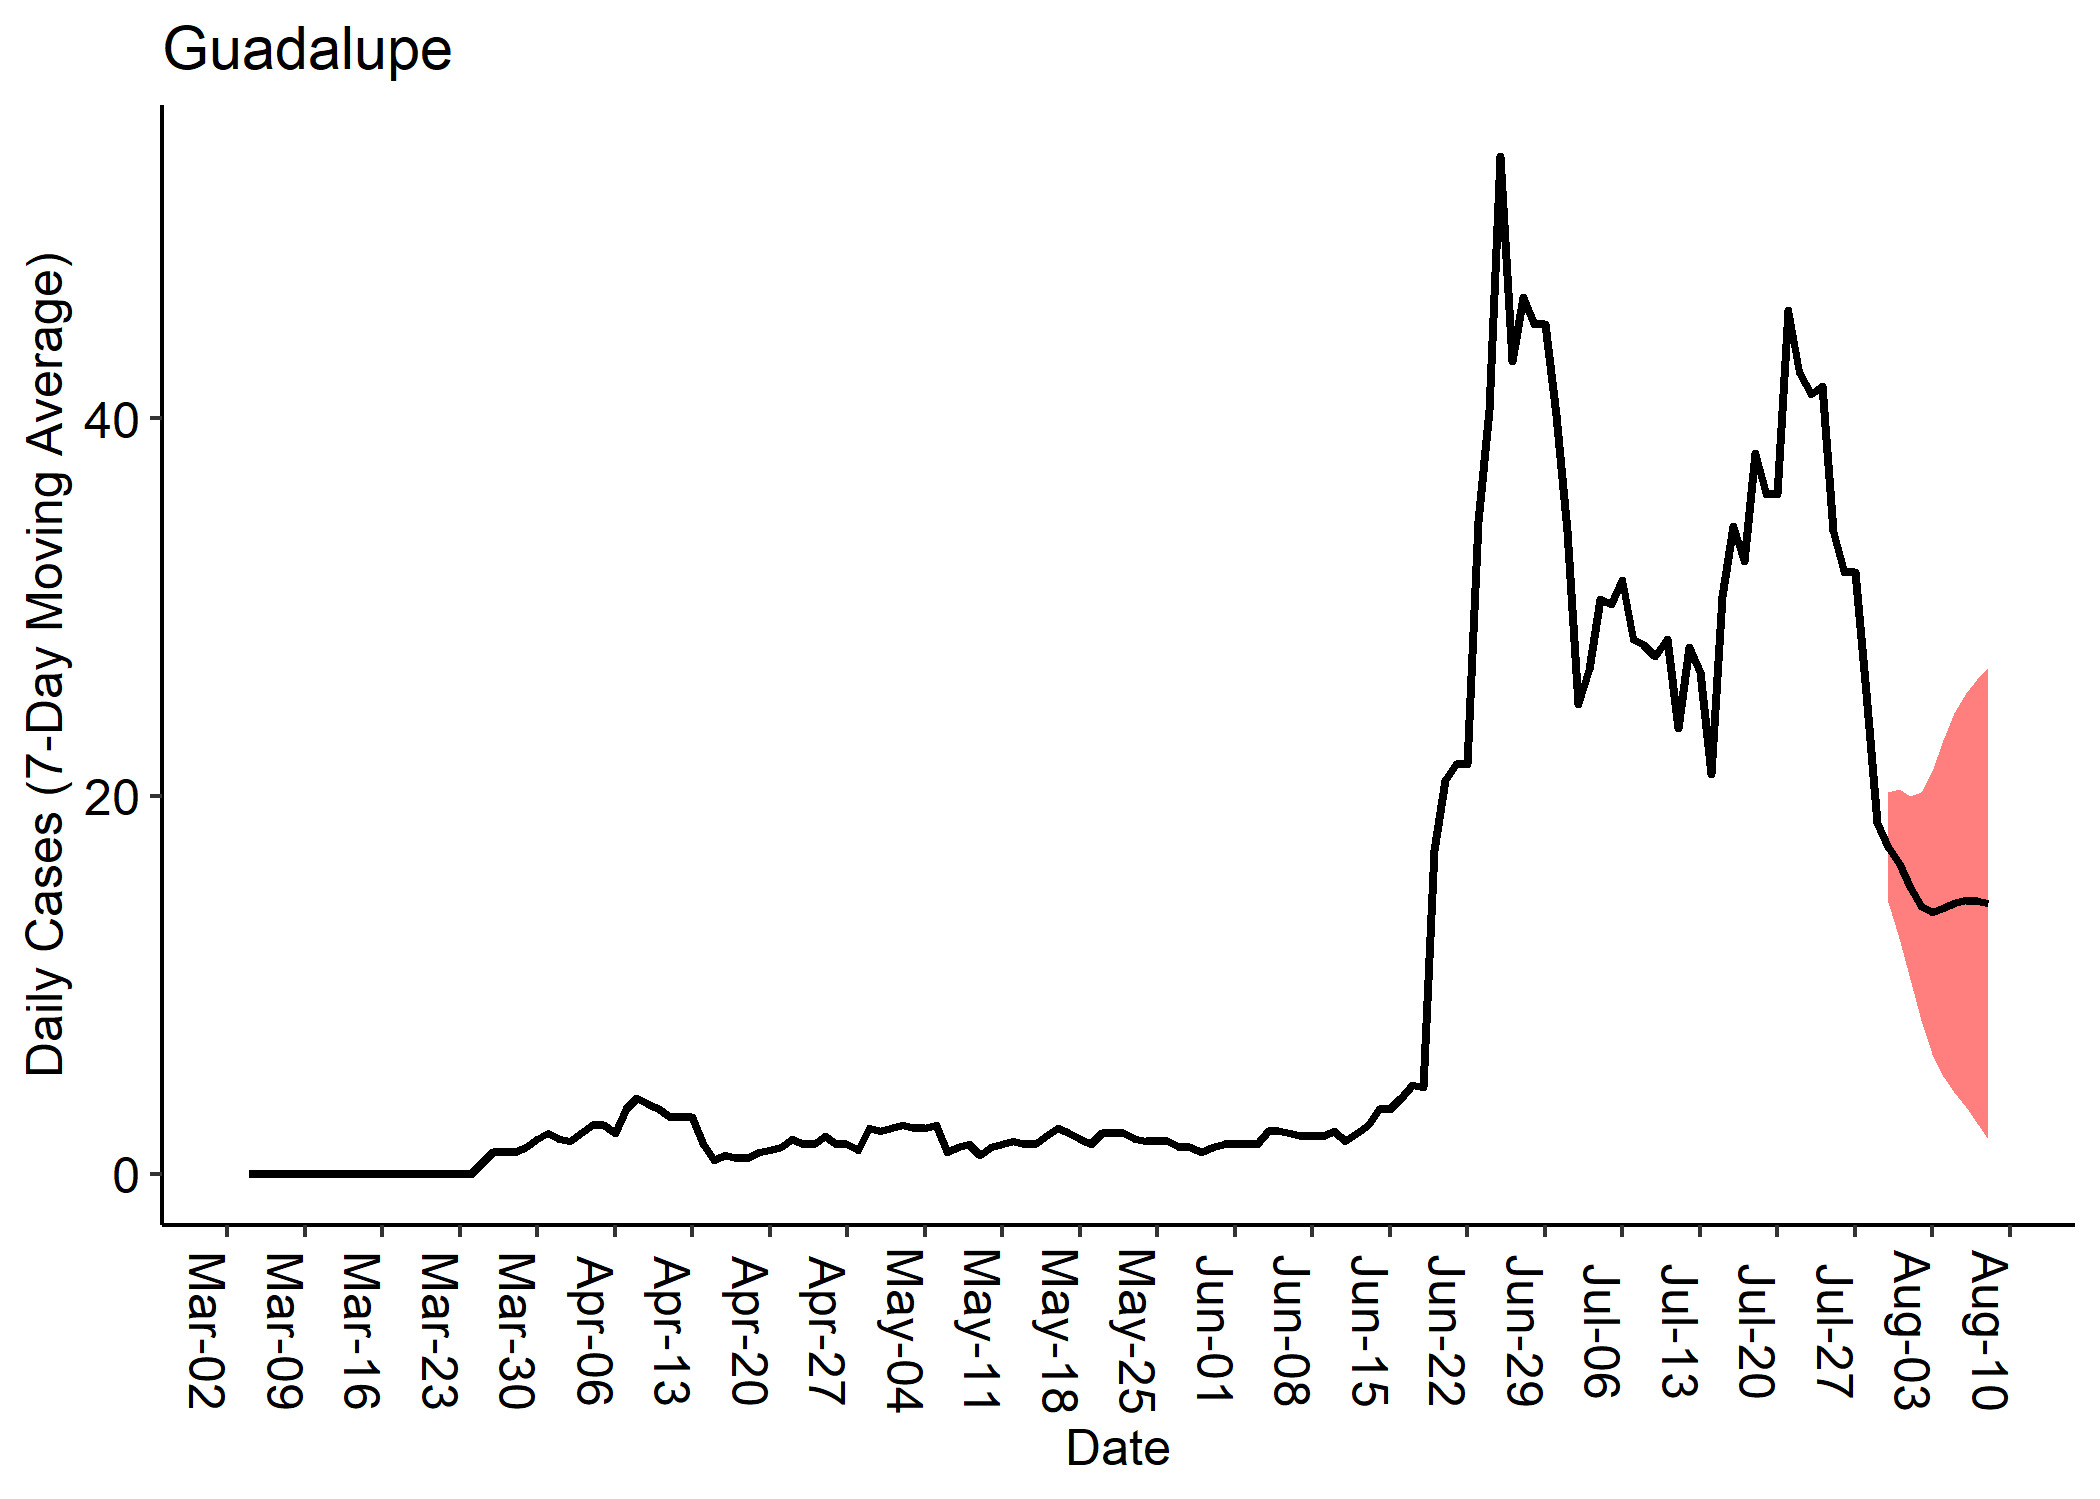 Guadalupe
Daily Cases (7-Day Moving Average)
40
20
0
Mar-02
Mar-09
Mar-16
Mar-23
Mar-30
Apr-06
Apr-13
Apr-20
Apr-27
May-04
May-11
May-18
May-25
Jun-01
Jun-08
Jun-15
Jun-22
Jun-29
Jul-06
Jul-13
Jul-20
Jul-27
Aug-03
Aug-10
Date